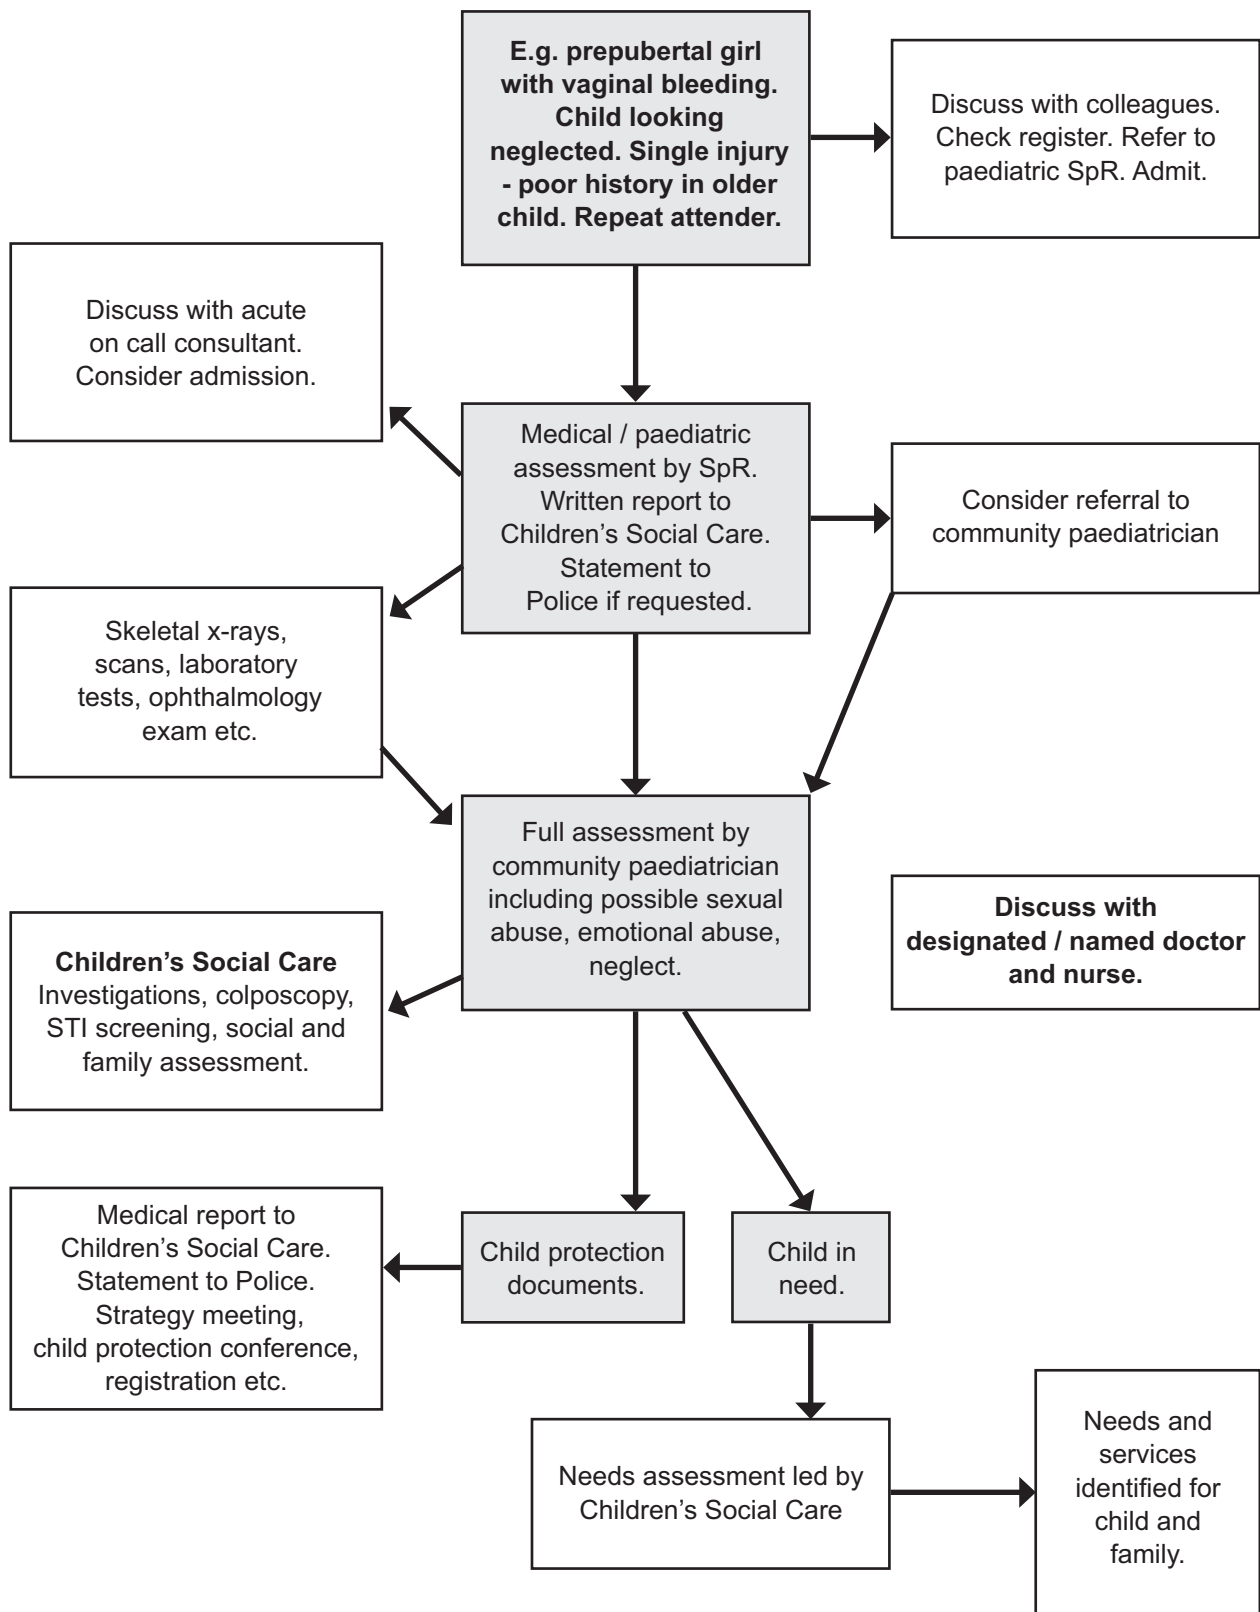 E.g. prepubertal girl
with vaginal bleeding.
Child looking
neglected. Single injury
- poor history in older
child. Repeat attender.
Discuss with colleagues.
Check register. Refer to
paediatric SpR. Admit.
Discuss with acute
on call consultant.
Consider admission.
Medical / paediatric
assessment by SpR.
Written report to
Children’s Social Care.
Statement to
Police if requested.
Consider referral to
community paediatrician
Skeletal x-rays,
scans, laboratory
tests, ophthalmology
exam etc.
Full assessment by
community paediatrician
including possible sexual
abuse, emotional abuse,
neglect.
Discuss with
designated / named doctor
and nurse.
Children’s Social Care
Investigations, colposcopy,
STI screening, social and
family assessment.
Medical report to
Children’s Social Care.
Statement to Police.
Strategy meeting,
child protection conference,
registration etc.
Child protection
documents.
Child in
need.
Needs assessment led by
Children’s Social Care
Needs and
services
identified for
child and
family.